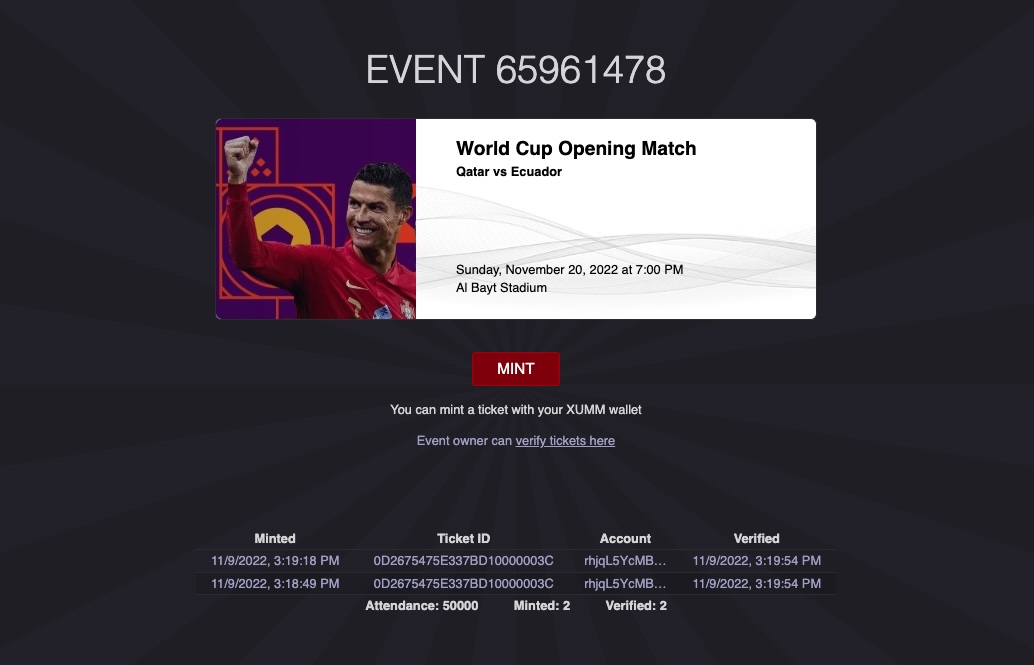 EVENT 65961478
World Cup Opening Match
Qatar vs Ecuador
Sunday, November 20, 2022 at 7:00 PM
Al Bayt Stadium
MINT
You can mint a ticket with your XUMM wallet
Event owner can verify tickets here
Minted Ticket ID Account Verified
11/9/2022, 3:19:18 PM 0D2675475E337BD10000003C rhjqL5YcMB... 11/9/2022, 3:19:54 PM
11/9/2022, 3:18:49 PM 0D2675475E337BD10000003C rhjqL5YcMB... 11/9/2022, 3:19:54 PM
Attendance: 50000 Minted: 2 Verified: 2